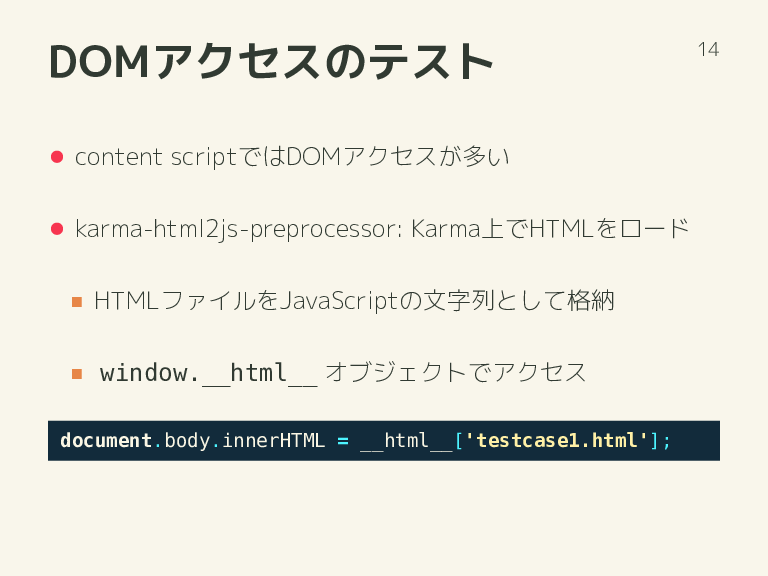 DOMアクセスのテスト
14
content scriptではDOMアクセスが多い
karma-html2js-preprocessor: Karma上でHTMLをロード
HTMLファイルをJavaScriptの文字列として格納
window.__html__ オブジェクトでアクセス
document.body.innerHTML = __html__['testcase1.html'];